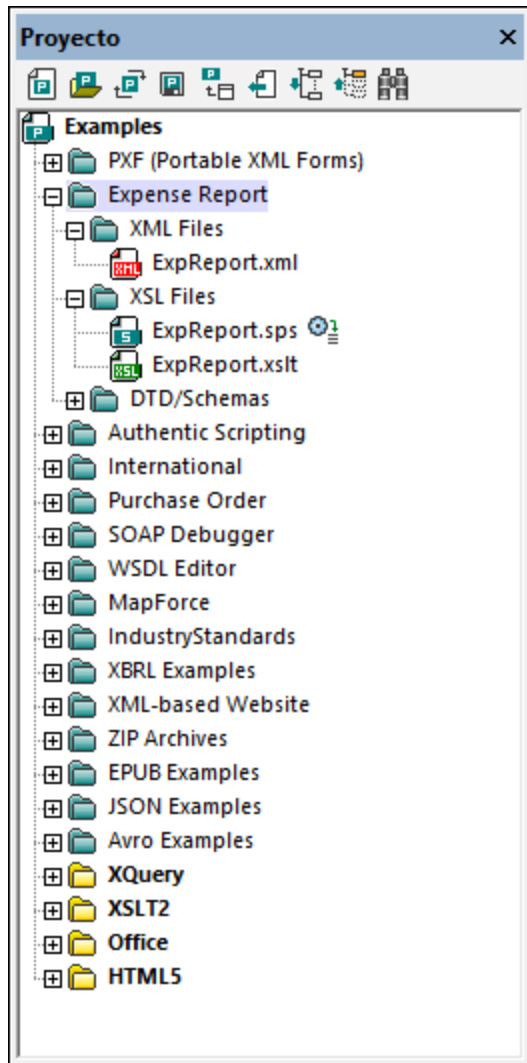 Proyecto
Examples
PXF (Portable XML Forms)
Expense Report
XML Files
ExpReport.xml
XSL Files
ExpReport.sps
ExpReport.xslt
DTD/Schemas
Authentic Scripting
International
Purchase Order
SOAP Debugger
WSDL Editor
MapForce
IndustryStandards
XBRL Examples
XML-based Website
ZIP Archives
EPUB Examples
JSON Examples
Avro Examples
XQuery
XSLT2
Office
HTML5